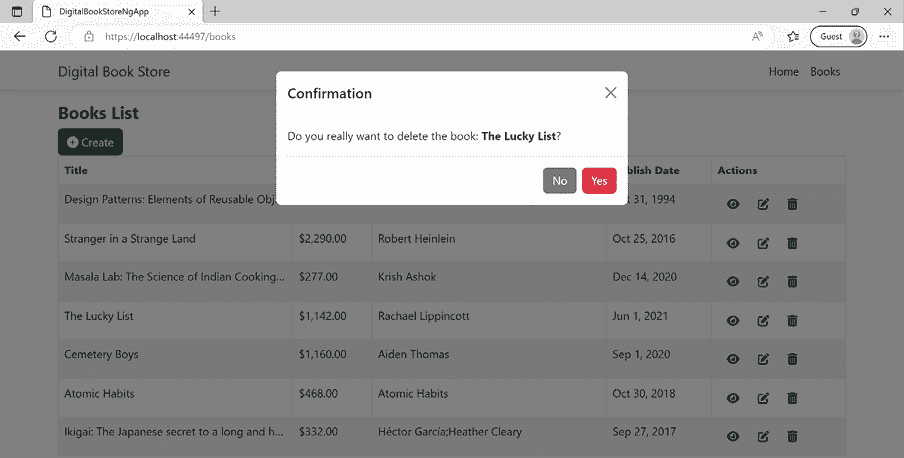 DigitalBookStoreNgApp
https://localhost:44497/books
Guest
Digital Book Store
Home Books
Confirmation
Books List
Do you really want to delete the book: The Lucky List?
Create
No Yes
Title Publish Date Actions
Design Patterns: Elements of Reusable Obj 31, 1994
Stranger in a Strange Land $2,290.00 Robert Heinlein Oct 25, 2016
Masala Lab: The Science of Indian Cooking... $277.00 Krish Ashok Dec 14, 2020
The Lucky List $1,142.00 Rachael Lippincott Jun 1, 2021
Cemetery Boys $1,160.00 Aiden Thomas Sep 1, 2020
Atomic Habits $468.00 Atomic Habits Oct 30, 2018
Ikigai: The Japanese secret to a long and h... $332.00 Héctor García;Heather Cleary Sep 27, 2017